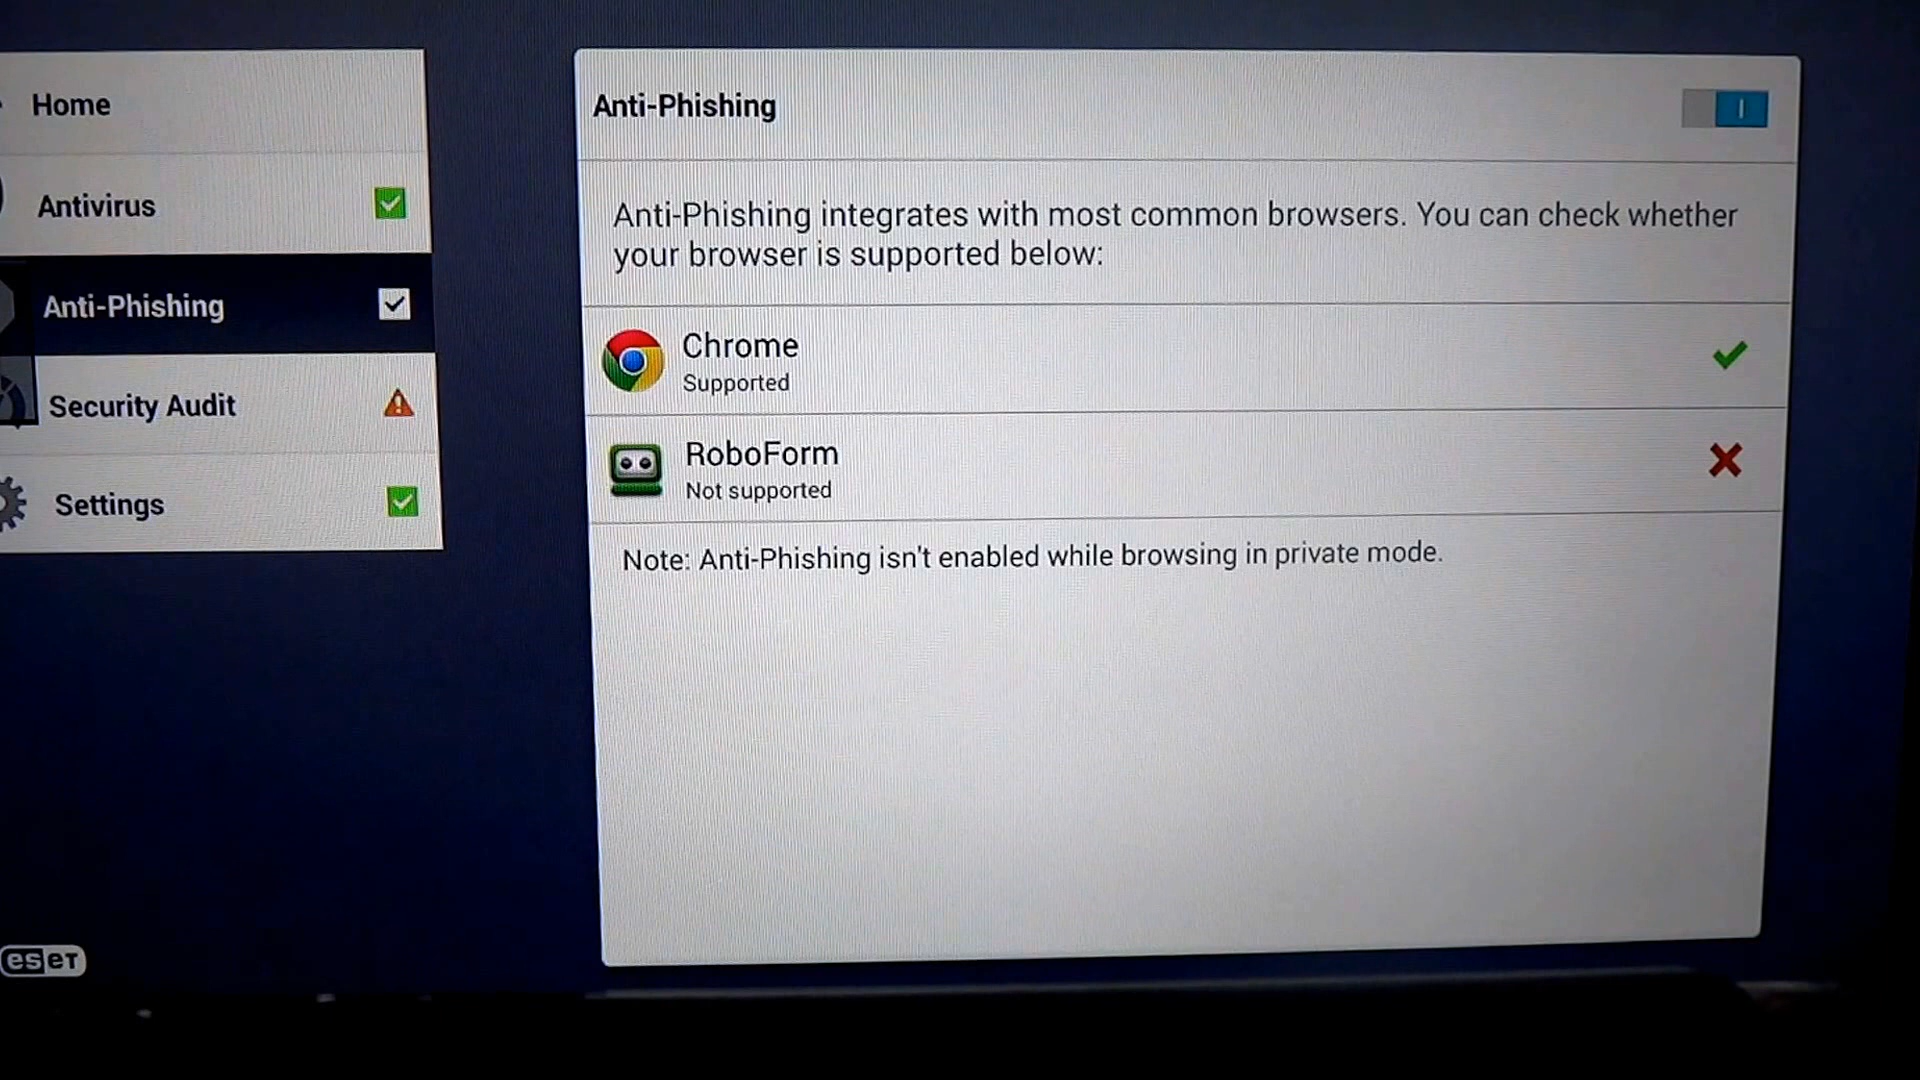 Home
Antivirus
Anti-Phishing
Security Audit
Settings
eset
Anti-Phishing
Anti-Phishing integrates with most common browsers. You can check whether
your browser is supported below:
Chrome
Supported
RoboForm
Not supported
Note: Anti-Phishing isn't enabled while browsing in private mode.